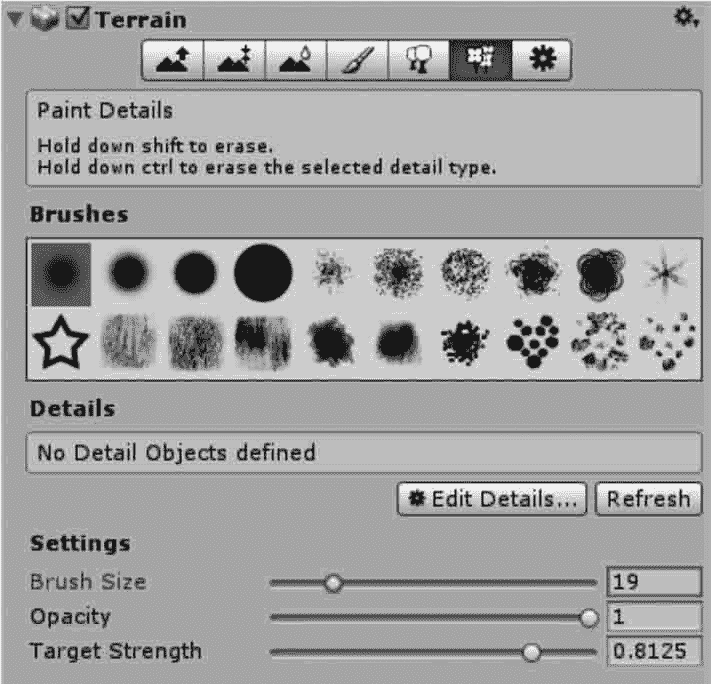 Terrain
Paint Details
Hold down shift to erase.
Hold down ctrl to erase the selected detail type.
Brushes
Details
No Detail Objects defined
Edit Details...
Refresh
Settings
Brush Size
19
Opacity
1
Target Strength
0.8125